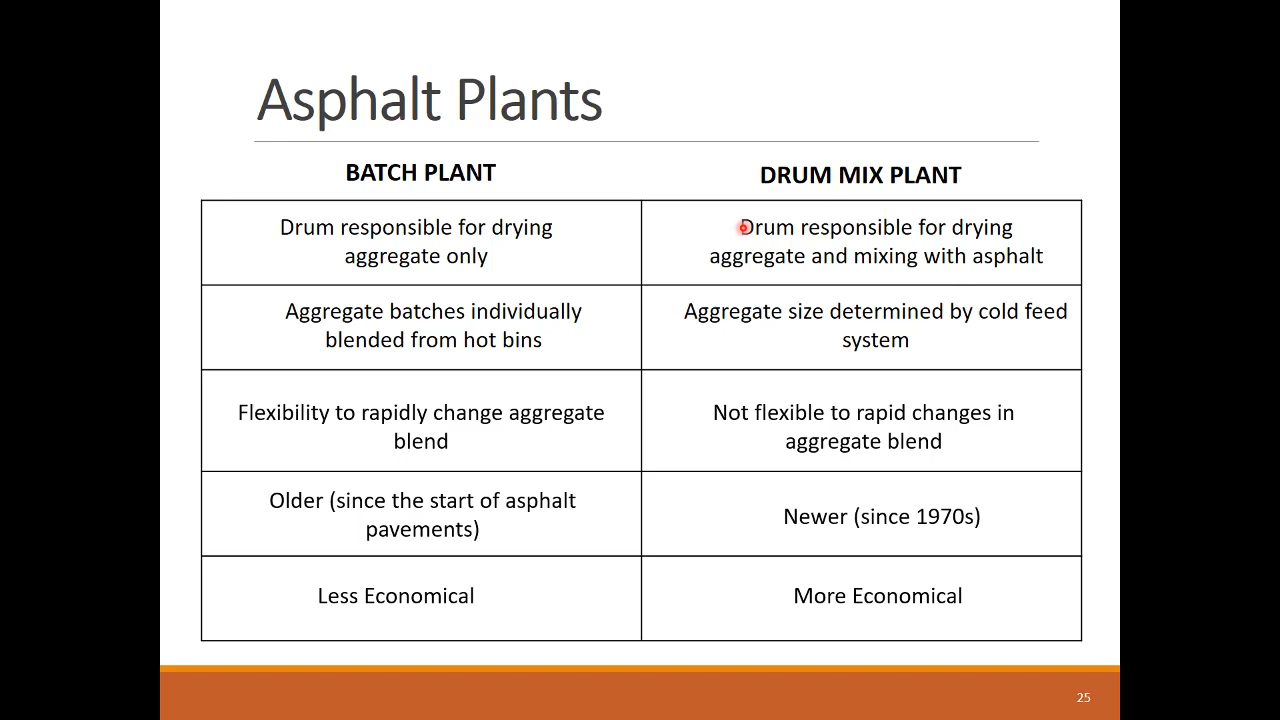 Asphalt Plants
BATCH PLANT
DRUM MIX PLANT
Drum responsible for drying
aggregate only
Drum responsible for drying
aggregate and mixing with asphalt
Aggregate batches individually
blended from hot bins
Aggregate size determined by cold feed
system
Flexibility to rapidly change aggregate
blend
Not flexible to rapid changes in
aggregate blend
Older (since the start of asphalt
pavements)
Newer (since 1970s)
Less Economical
More Economical
25